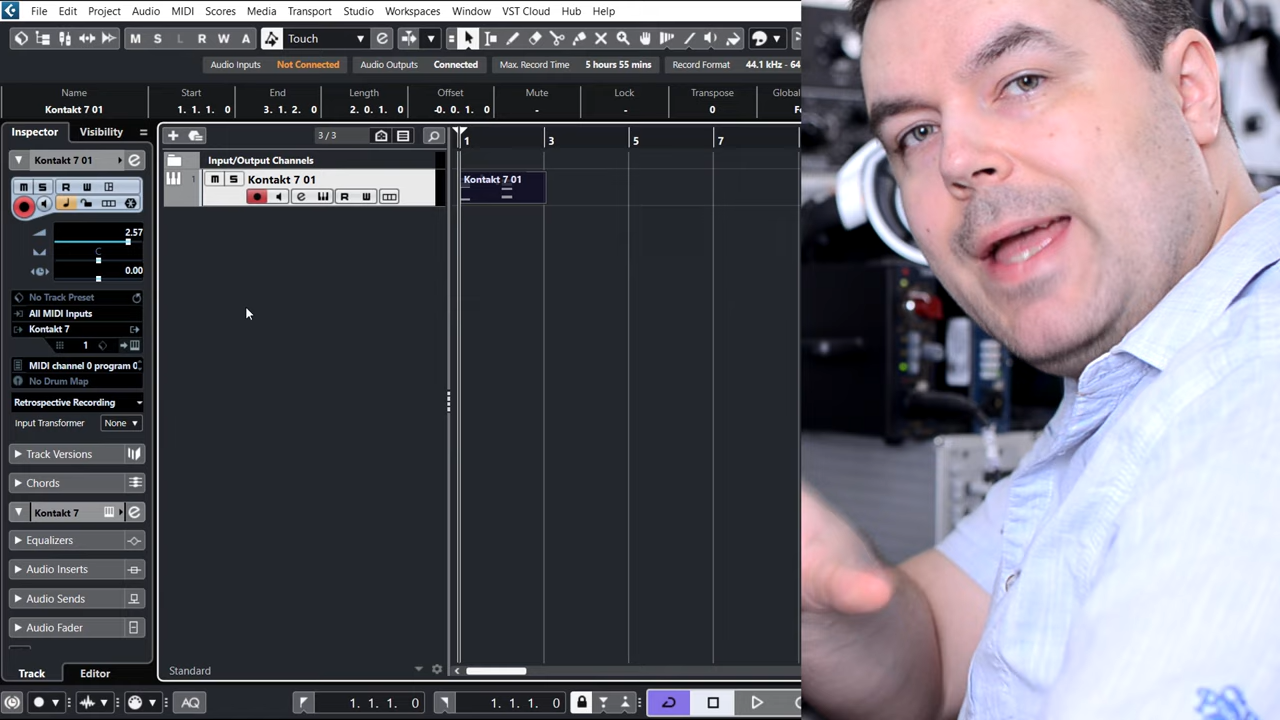 File Edit Project Audio MIDI Scores Media Transport Studio Workspaces Window VST Cloud Hub Help
M S L R W A Touch
Audio Inputs Not Connected Audio Outputs Connected Max. Record Time 5 hours 55 mins Record Format 44.1 kHz - 64
Name Start End Length Offset Mute Lock Transpose Global
Kontakt 7 01 1. 1. 1. 0 3. 1. 2. 0 2. 0. 1. 0 -0. 0. 1. 0 - - 0
Inspector Visibility 3 / 3 1 3 5 7
Kontakt 7 01 Input/Output Channels
M S R W 1 M S Kontakt 7 01 Kontakt 7 01
R W
2.57
C
0.00
No Track Preset
All MIDI Inputs
Kontakt 7
1
MIDI channel 0 program 0
No Drum Map
Retrospective Recording
Input Transformer None
Track Versions
Chords
Kontakt 7
Equalizers
Audio Inserts
Audio Sends
Audio Fader
Track Editor Standard
AQ 1. 1. 1. 0 1. 1. 1. 0